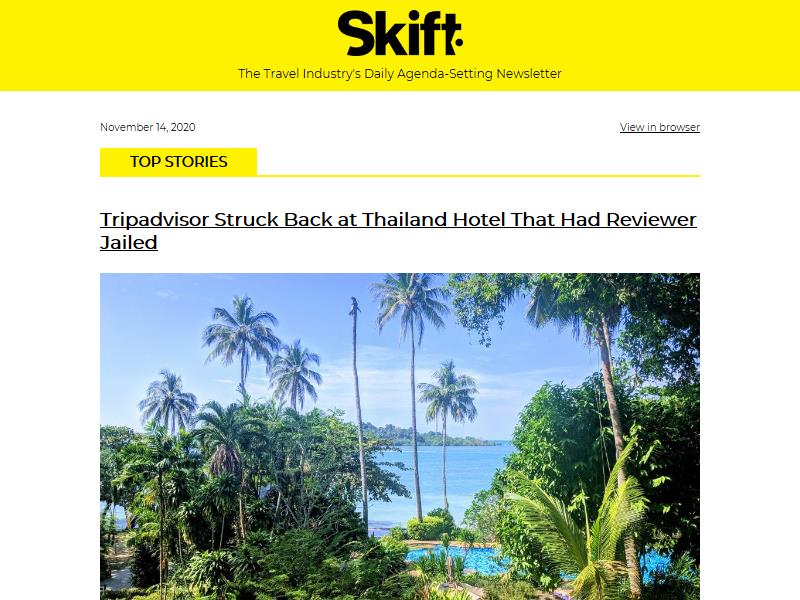 Skift.
The Travel Industry's Daily Agenda-Setting Newsletter
November 14, 2020
View in browser
TOP STORIES
Tripadvisor Struck Back at Thailand Hotel That Had Reviewer
Jailed